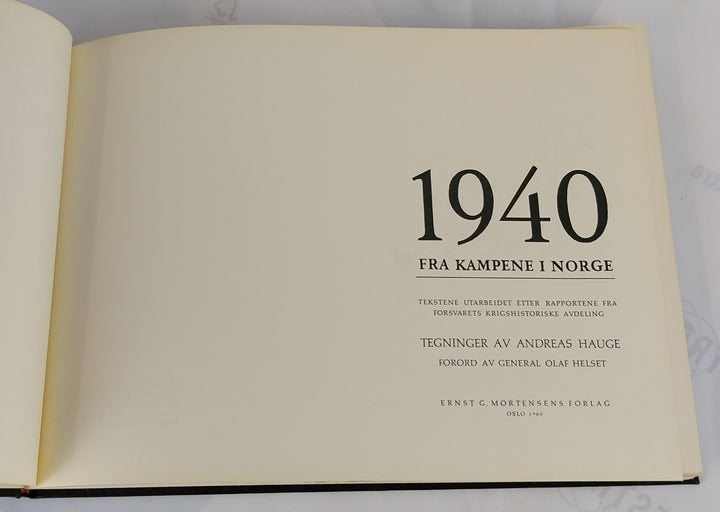 1940
FRA KAMPENE I NORGE
TEKSTENE UTARBEIDET ETTER RAPPORTENE FRA
FORSVARETS KRIGSHISTORISKE AVDELING
TEGNINGER AV ANDREAS HAUGE
FORORD AV GENERAL OLAF HELSET
ERNST G. MORTENSENS FORLAG
OSLO 1960